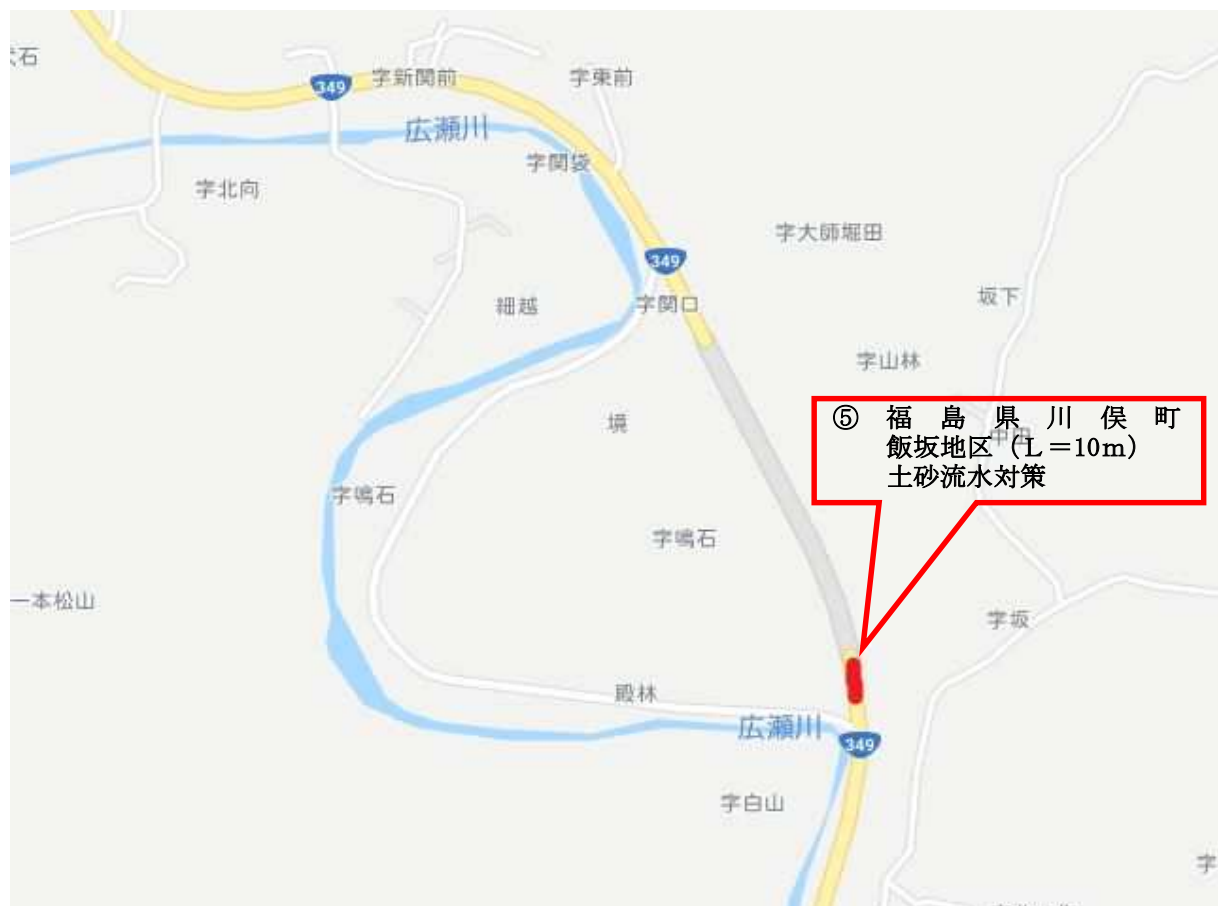 石
349
字新関前
字東前
広瀬川
字関袋
字北向
字大師堀田
349
坂下
細越
字関口
字山林
境
⑤ 福島県川俣町
飯坂地区（L＝10m）
土砂流水対策
中田
字鳴石
字鳴石
一本松山
字坂
殿林
広瀬川
349
字白山
字